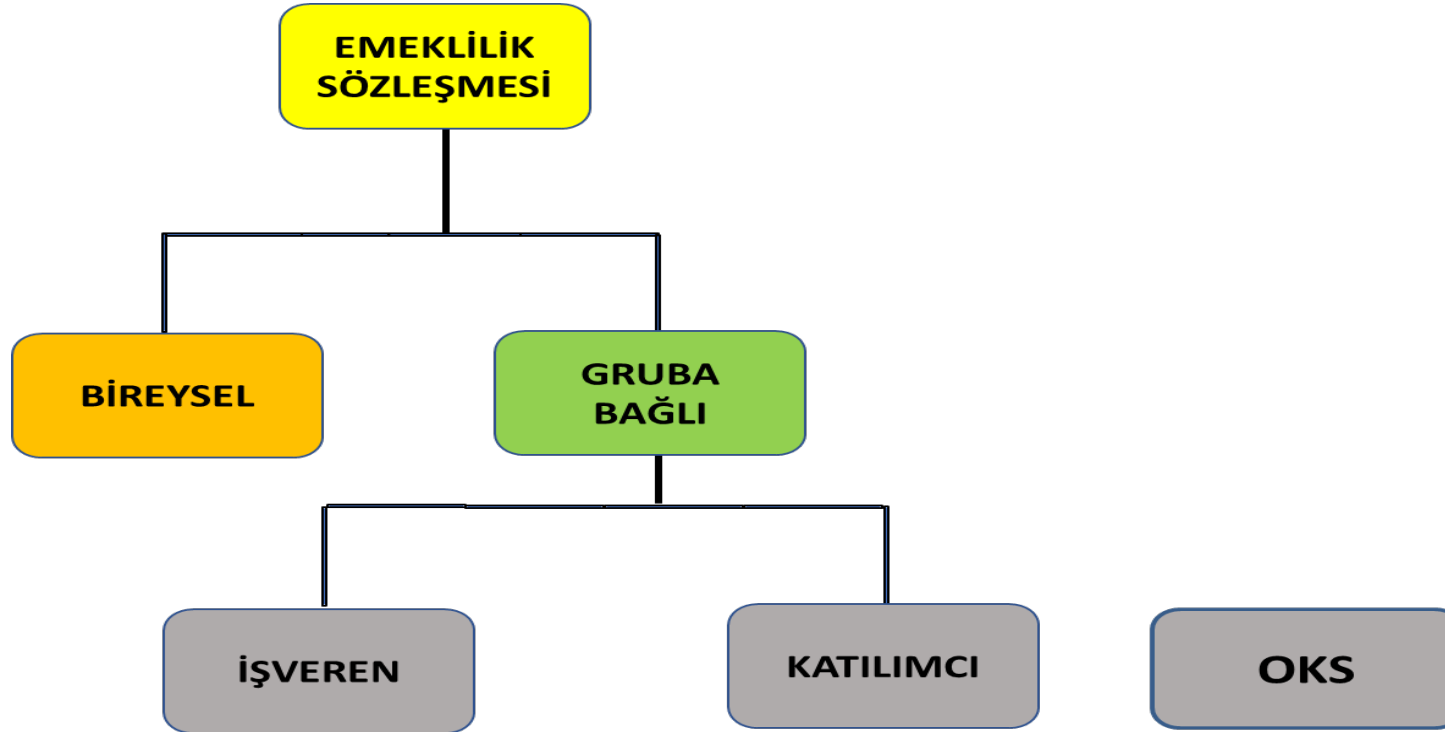 EMEKLİLİK
SÖZLEŞMESİ
BİREYSEL
GRUBA
BAĞLI
İŞVEREN
KATILIMCI
OKS